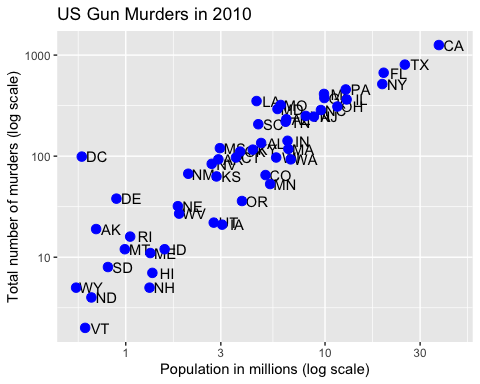 US Gun Murders in 2010
Total number of murders (log scale)
1000
100
10
CA
TX
FL
NY
PA
IL
OH
LA
MO
NC
SC
NJ
IN
AL
MS
MA
WA
DC
NV
KS
NM
CO
MN
DE
NE
WV
OR
AK
RI
UT
IA
MT
ME
SD
HI
WY
NH
ND
VT
1
3
10
30
Population in millions (log scale)